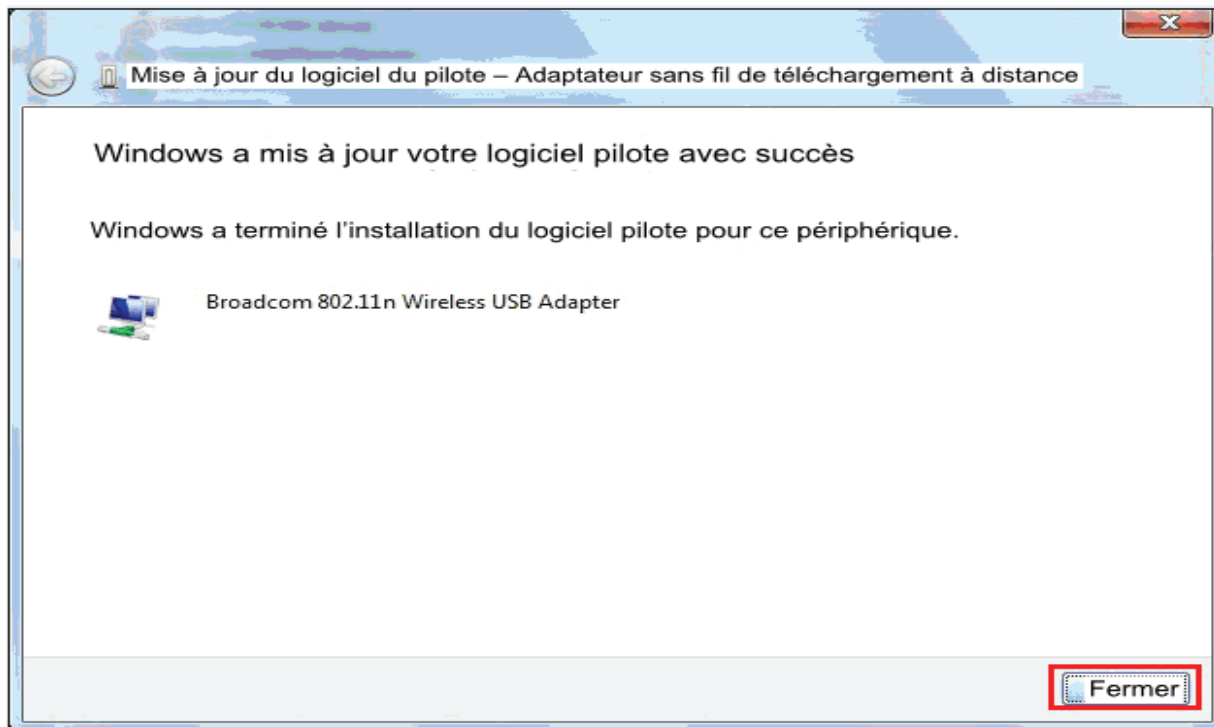 Mise à jour du logiciel du pilote – Adaptateur sans fil de téléchargement à distance
Windows a mis à jour votre logiciel pilote avec succès
Windows a terminé l'installation du logiciel pilote pour ce périphérique.
Broadcom 802.11n Wireless USB Adapter
Fermer